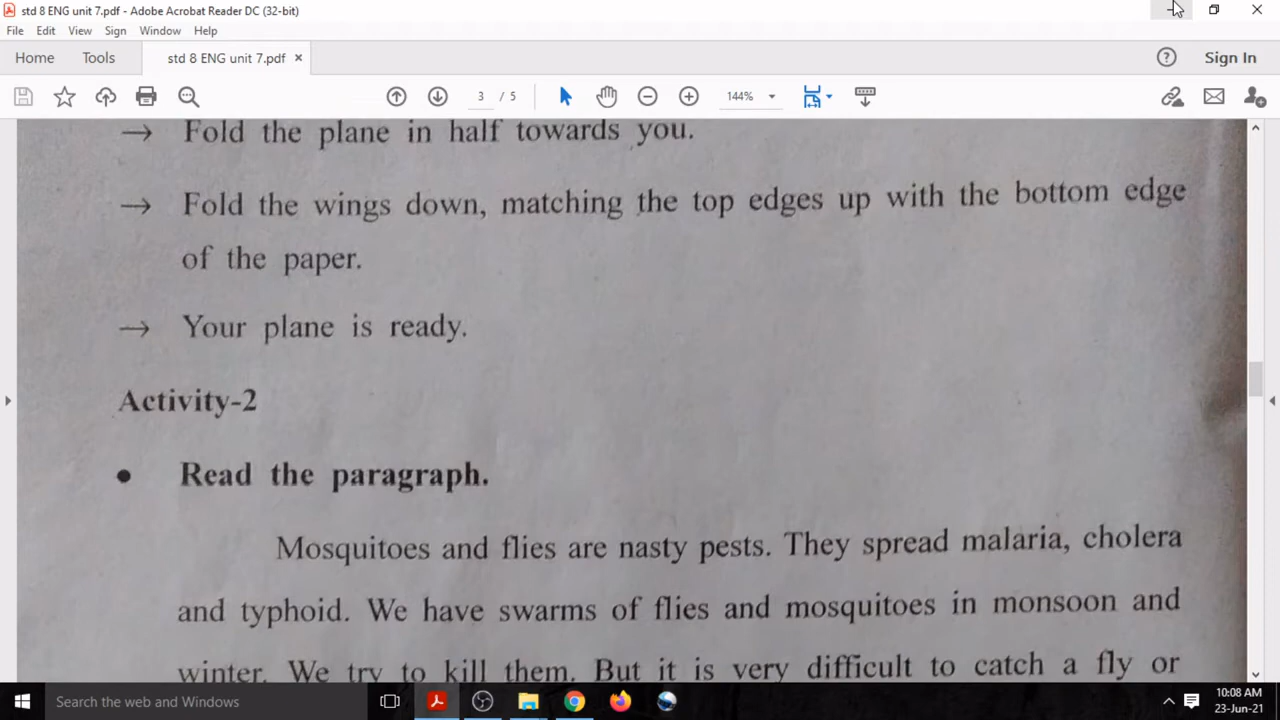 std 8 ENG unit 7.pdf - Adobe Acrobat Reader DC (32-bit)
File Edit View Sign Window Help
Home Tools std 8 ENG unit 7.pdf × Sign In
3 / 5 144%
→ Fold the plane in half towards you.
→ Fold the wings down, matching the top edges up with the bottom edge
of the paper.
→ Your plane is ready.
Activity-2
• Read the paragraph.
Mosquitoes and flies are nasty pests. They spread malaria, cholera
and typhoid. We have swarms of flies and mosquitoes in monsoon and
winter. We try to kill them. But it is very difficult to catch a fly or
Search the web and Windows
10:08 AM
23-Jun-21